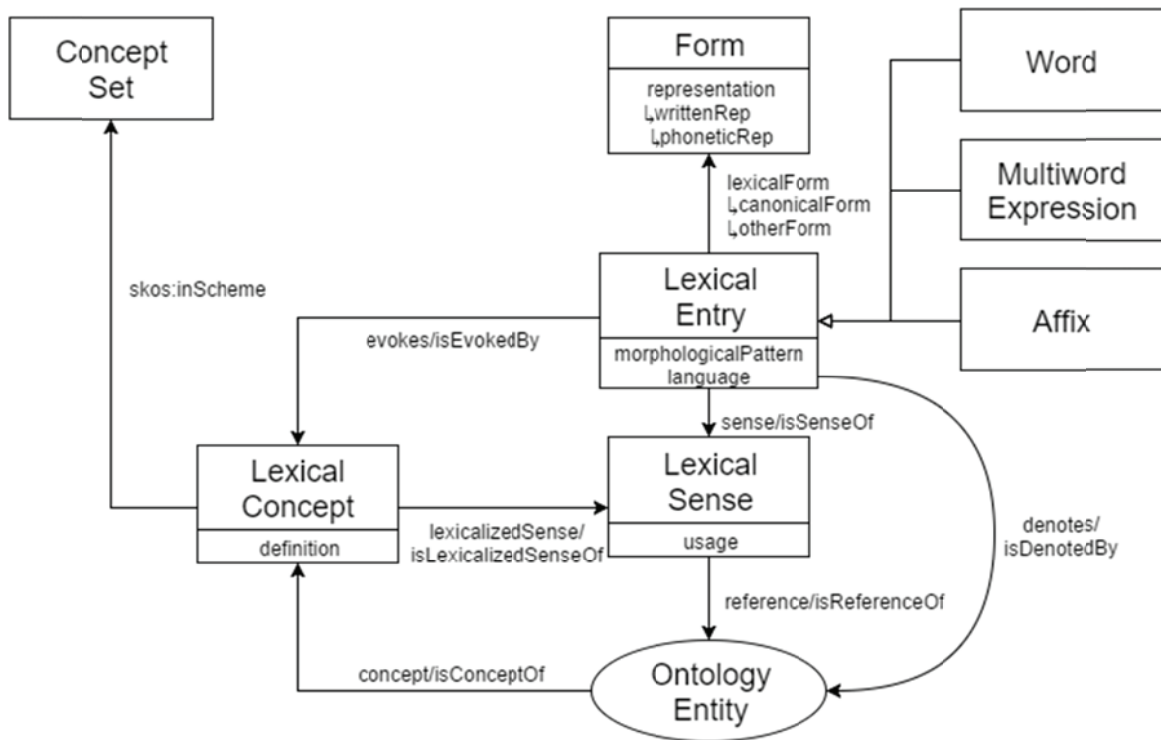 Concept
Set
Form
representation
↳writtenRep
↳phoneticRep
Word
Multiword
Expression
Affix
lexicalForm
↳canonicalForm
↳otherForm
skos:inScheme
Lexical
Entry
morphologicalPattern
language
evokes/isEvokedBy
sense/isSenseOf
Lexical
Concept
definition
lexicalizedSense/
isLexicalizedSenseOf
Lexical
Sense
usage
denotes/
isDenotedBy
reference/isReferenceOf
concept/isConceptOf
Ontology
Entity